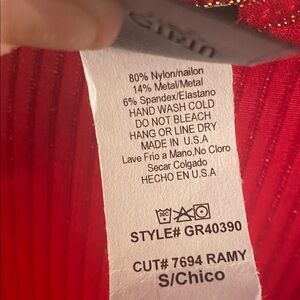 80% Nylon/nailon
14% Metal/Metal
6% Spandex/Elastano
HAND WASH COLD
DO NOT BLEACH
HANG OR LINE DRY
MADE IN U.S.A
Lave Frio a Mano,No Cloro
Secar Colgado
HECHO EN U.S.A
STYLE# GR40390
CUT# 7694 RAMY
S/Chico